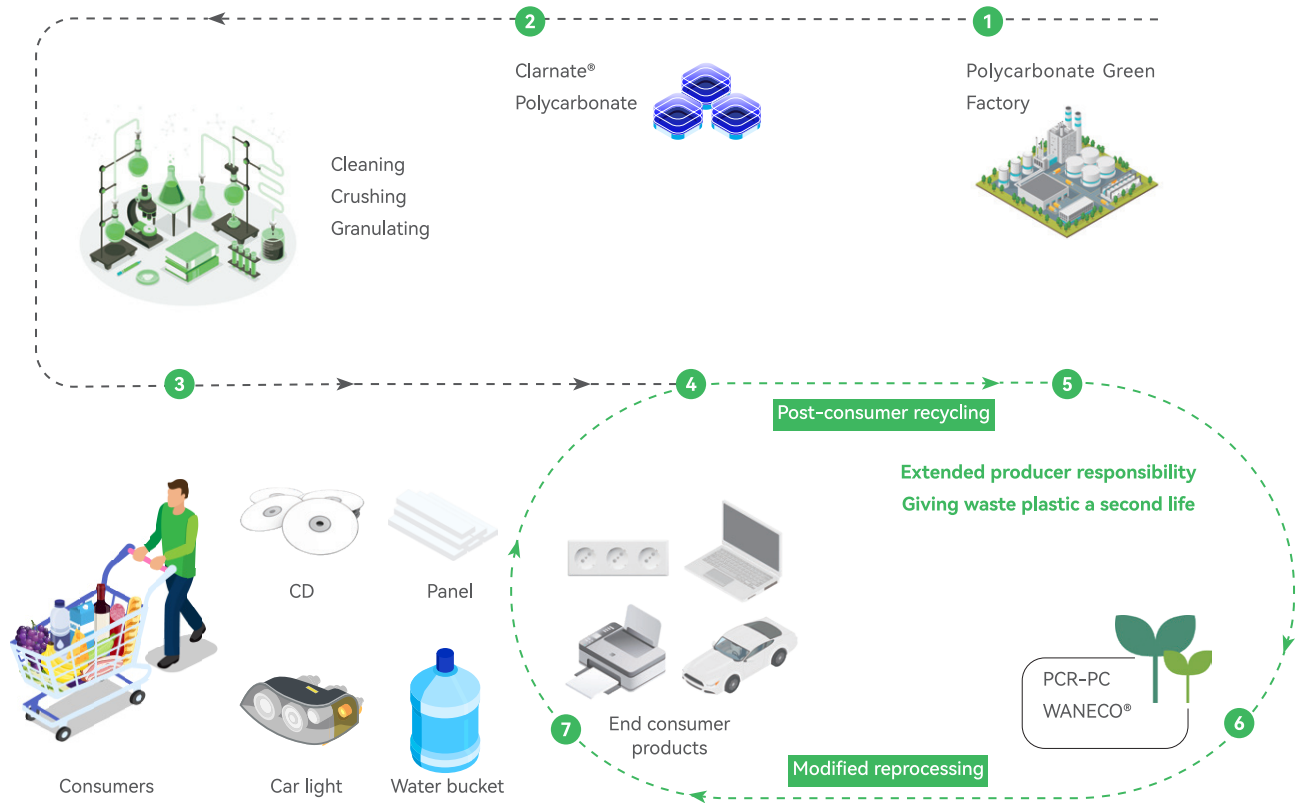 1
Polycarbonate Green
Factory
2
Clarnate®
Polycarbonate
Cleaning
Crushing
Granulating
3
Consumers
CD
Panel
Car light
Water bucket
4
Post-consumer recycling
5
Extended producer responsibility
Giving waste plastic a second life
PCR-PC
WANECO®
6
Modified reprocessing
7
End consumer
products